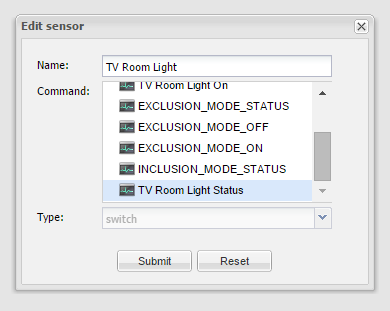 Edit sensor
Name:
TV Room Light
Command:
TV Room Light On
EXCLUSION_MODE_STATUS
EXCLUSION_MODE_OFF
EXCLUSION_MODE_ON
INCLUSION_MODE_STATUS
TV Room Light Status
Type:
switch
Submit
Reset